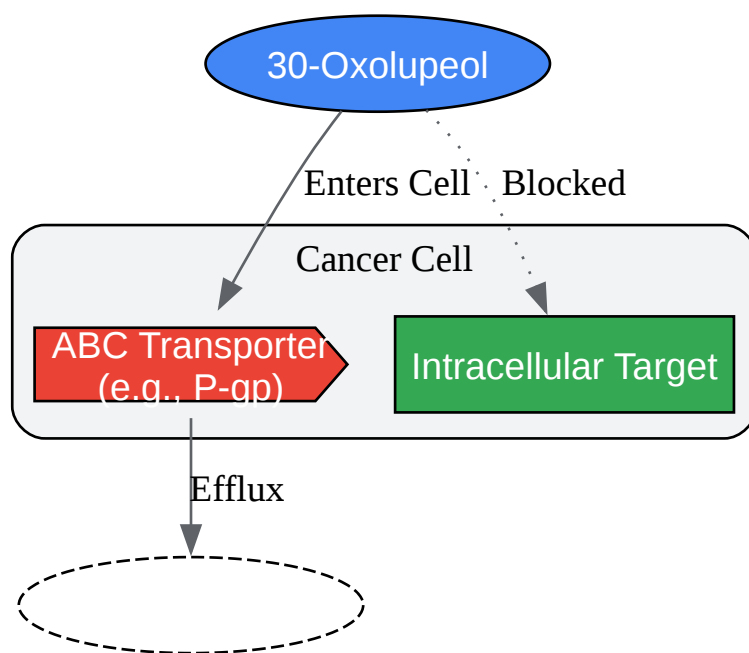 30-Oxolupeol
Enters Cell
Blocked
Cancer Cell
ABC Transporter
(e.g., P-gp)
Intracellular Target
Efflux